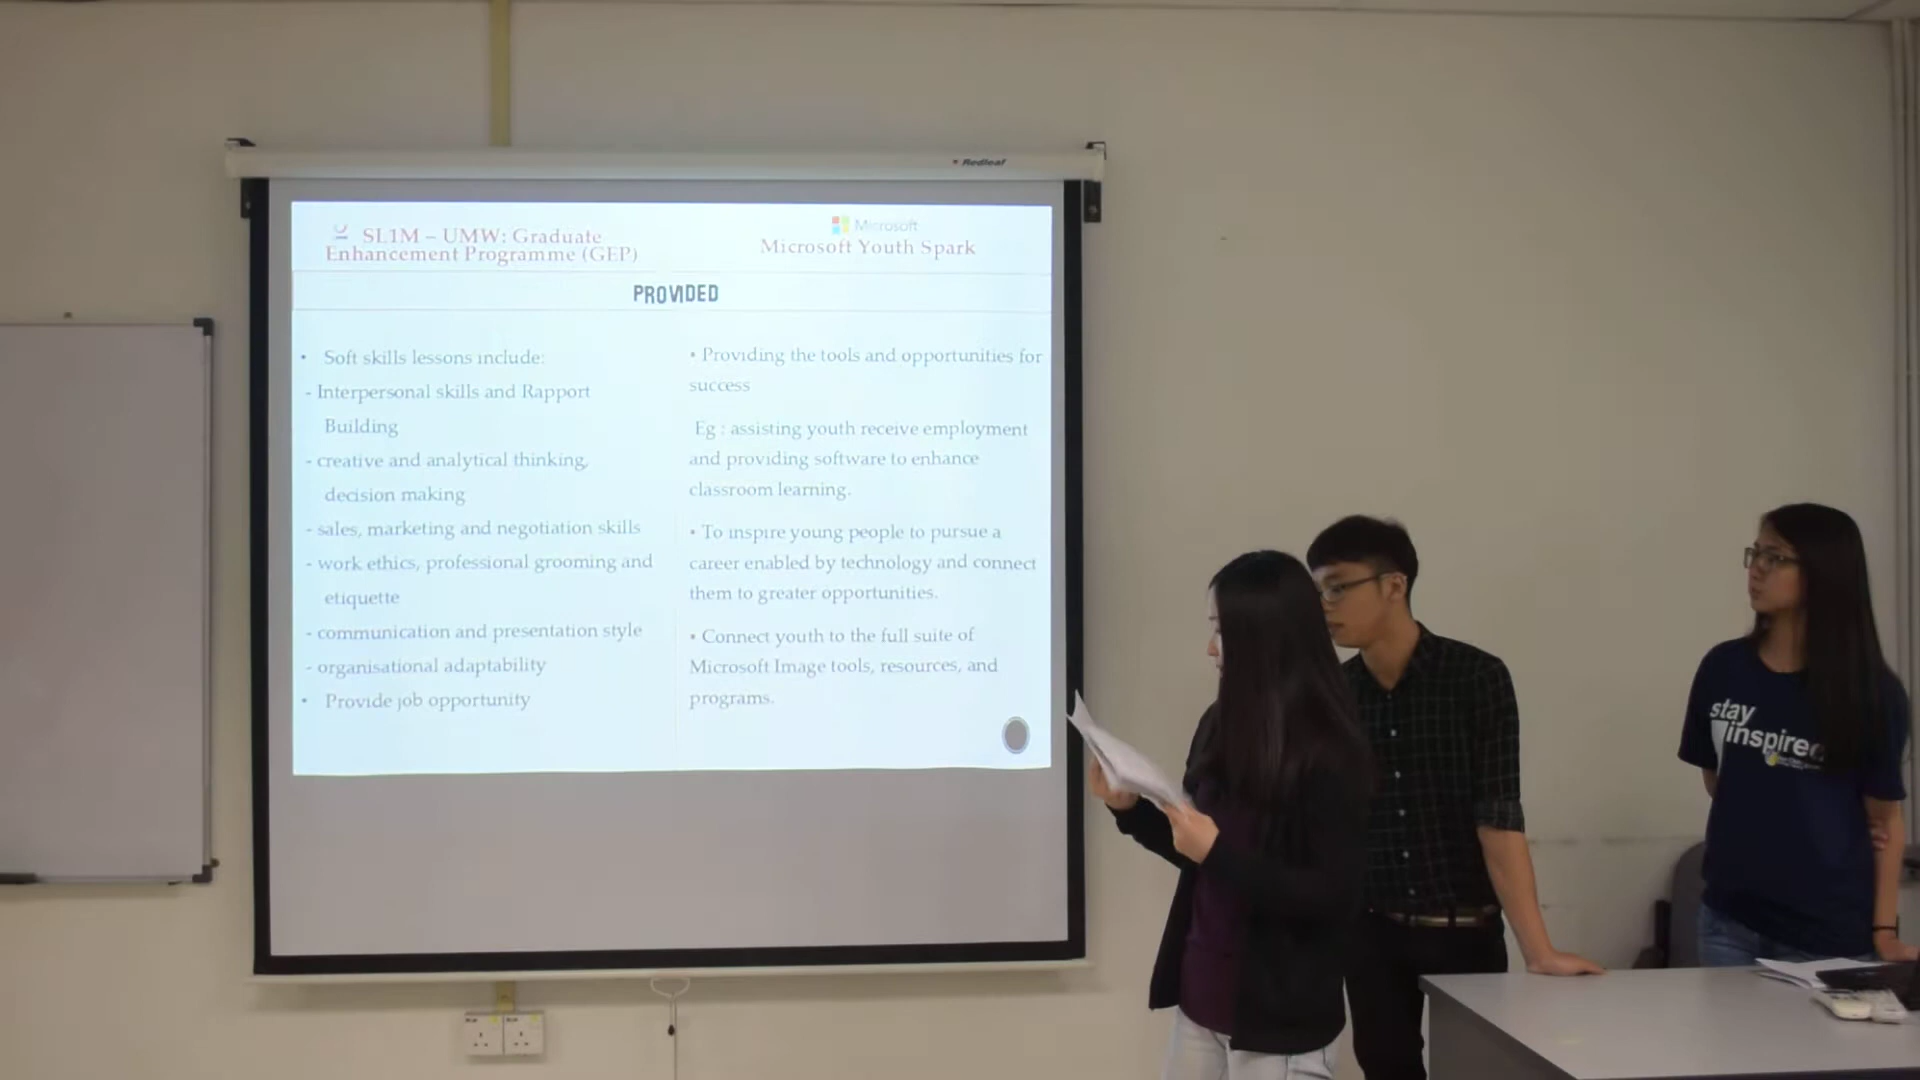 Redleaf
SL1M – UMW: Graduate
Enhancement Programme (GEP)
Microsoft
Microsoft Youth Spark
PROVIDED
• Soft skills lessons include:
- Interpersonal skills and Rapport
Building
- creative and analytical thinking,
decision making
- sales, marketing and negotiation skills
- work ethics, professional grooming and
etiquette
- communication and presentation style
- organisational adaptability
• Provide job opportunity
• Providing the tools and opportunities for
success
Eg : assisting youth receive employment
and providing software to enhance
classroom learning.
• To inspire young people to pursue a
career enabled by technology and connect
them to greater opportunities.
• Connect youth to the full suite of
Microsoft Image tools, resources, and
programs.
stay
inspired